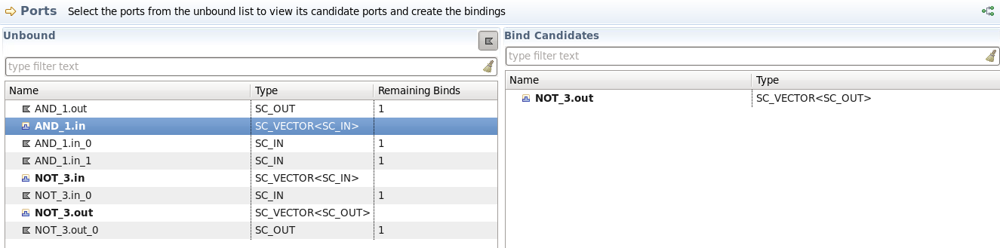 Ports Select the ports from the unbound list to view its candidate ports and create the bindings
Unbound
type filter text
Name Type Remaining Binds
AND_1.out SC_OUT 1
AND_1.in SC_VECTOR<SC_IN>
AND_1.in_0 SC_IN 1
AND_1.in_1 SC_IN 1
NOT_3.in SC_VECTOR<SC_IN>
NOT_3.in_0 SC_IN 1
NOT_3.out SC_VECTOR<SC_OUT>
NOT_3.out_0 SC_OUT 1
Bind Candidates
type filter text
Name Type
NOT_3.out SC_VECTOR<SC_OUT>